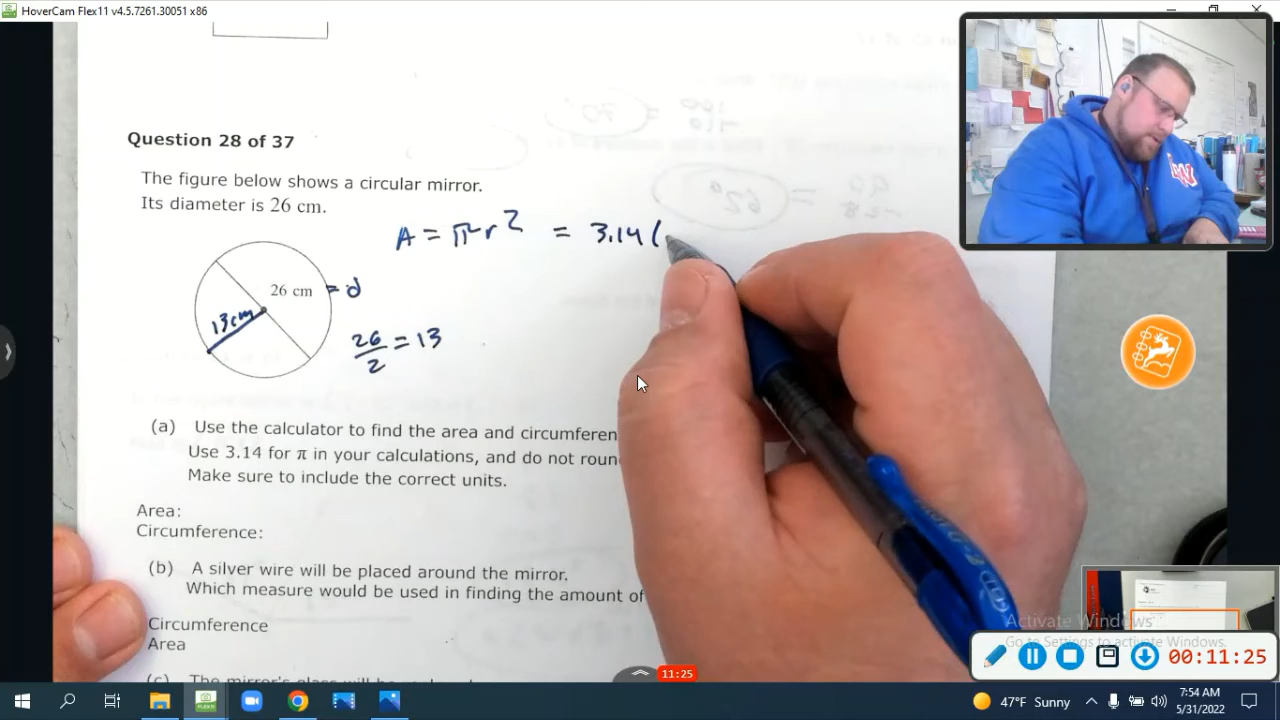 HoverCam Flex11 v4.5.7261.30051 x86
Question 28 of 37
The figure below shows a circular mirror.
Its diameter is 26 cm.
A = πr² = 3.14 (
26 cm = d
13cm
26/2 = 13
(a) Use the calculator to find the area and circumferen
Use 3.14 for π in your calculations, and do not roun
Make sure to include the correct units.
Area:
Circumference:
(b) A silver wire will be placed around the mirror.
Which measure would be used in finding the amount of
Circumference
Area
(c) The mirror's glass will be
Activate Windows
Go to Settings to activate Windows.
00:11:25
11:25
47°F Sunny
7:54 AM
5/31/2022